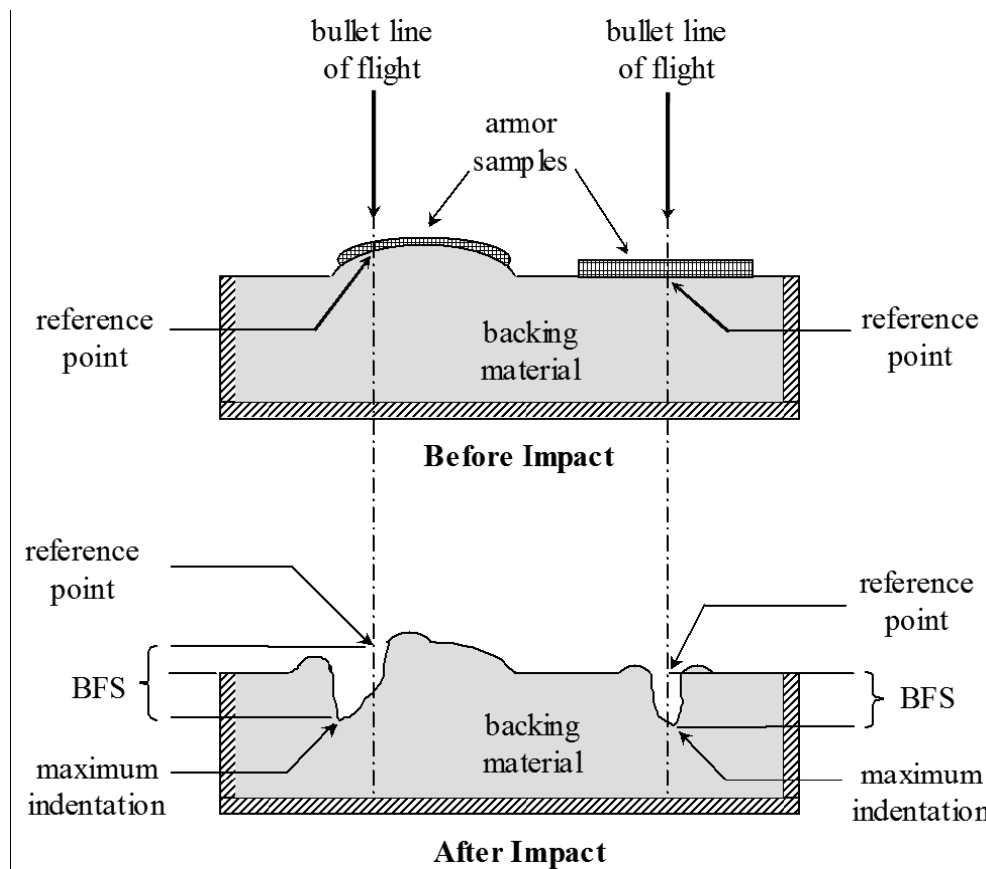 bullet line
of flight
bullet line
of flight
armor
samples
reference
point
backing
material
reference
point
Before Impact
reference
point
reference
point
BFS
BFS
backing
material
maximum
indentation
maximum
indentation
After Impact